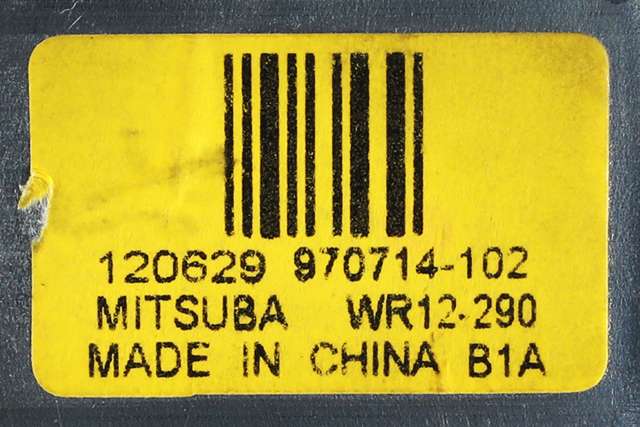 120629 970714-102
MITSUBA WR12-290
MADE IN CHINA B1A